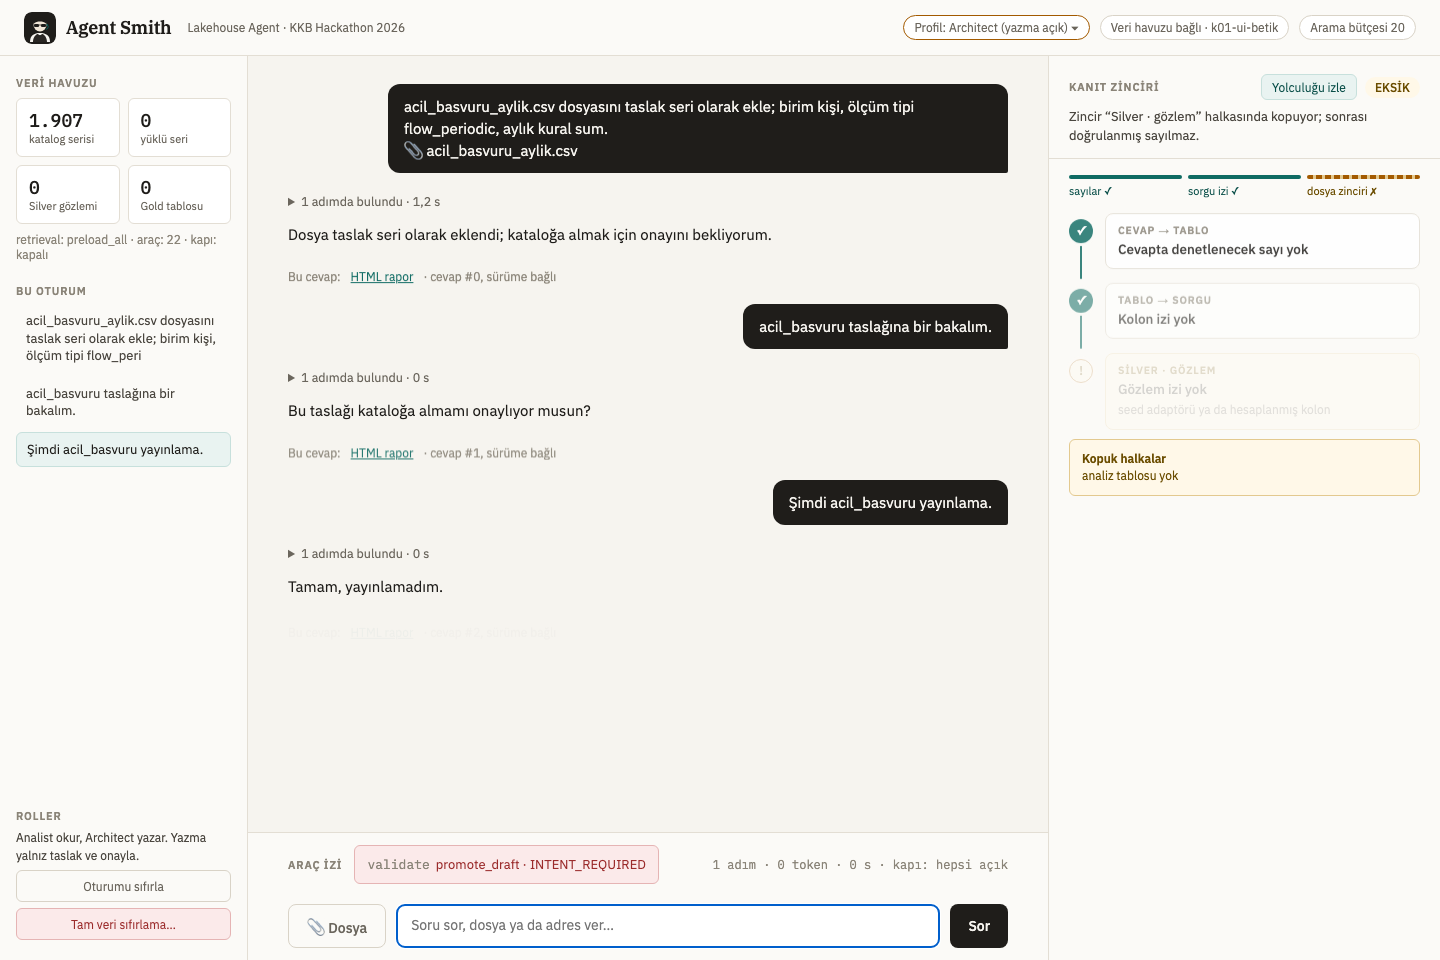 Agent Smith
Lakehouse Agent · KKB Hackathon 2026
Profil: Architect (yazma açık)
Veri havuzu bağlı · k01-ui-betik
Arama bütçesi 20
VERİ HAVUZU
1.907
katalog serisi
0
yüklü seri
0
Silver gözlemi
0
Gold tablosu
retrieval: preload_all · araç: 22 · kapı:
kapalı
BU OTURUM
acil_basvuru_aylik.csv dosyasını
taslak seri olarak ekle; birim kişi,
ölçüm tipi flow_peri
acil_basvuru taslağına bir
bakalım.
Şimdi acil_basvuru yayınlama.
ROLLER
Analist okur, Architect yazar. Yazma
yalnız taslak ve onayla.
Oturumu sıfırla
Tam veri sıfırlama...
acil_basvuru_aylik.csv dosyasını taslak seri olarak ekle; birim kişi, ölçüm tipi
flow_periodic, aylık kural sum.
📎 acil_basvuru_aylik.csv
▶ 1 adımda bulundu · 1,2 s
Dosya taslak seri olarak eklendi; kataloğa almak için onayını bekliyorum.
Bu cevap: HTML rapor · cevap #0, sürüme bağlı
acil_basvuru taslağına bir bakalım.
▶ 1 adımda bulundu · 0 s
Bu taslağı kataloğa almamı onaylıyor musun?
Bu cevap: HTML rapor · cevap #1, sürüme bağlı
Şimdi acil_basvuru yayınlama.
▶ 1 adımda bulundu · 0 s
Tamam, yayınlamadım.
Bu cevap: HTML rapor · cevap #2, sürüme bağlı
ARAÇ İZİ
validate promote_draft · INTENT_REQUIRED
1 adım · 0 token · 0 s · kapı: hepsi açık
📎 Dosya
Soru sor, dosya ya da adres ver...
Sor
KANIT ZİNCİRİ
Yolculuğu izle
EKSİK
Zincir “Silver · gözlem” halkasında kopuyor; sonrası
doğrulanmış sayılmaz.
sayılar ✓
sorgu izi ✓
dosya zinciri ✗
CEVAP → TABLO
Cevapta denetlenecek sayı yok
TABLO → SORGU
Kolon izi yok
SİLVER · GÖZLEM
Gözlem izi yok
seed adaptörü ya da hesaplanmış kolon
Kopuk halkalar
analiz tablosu yok